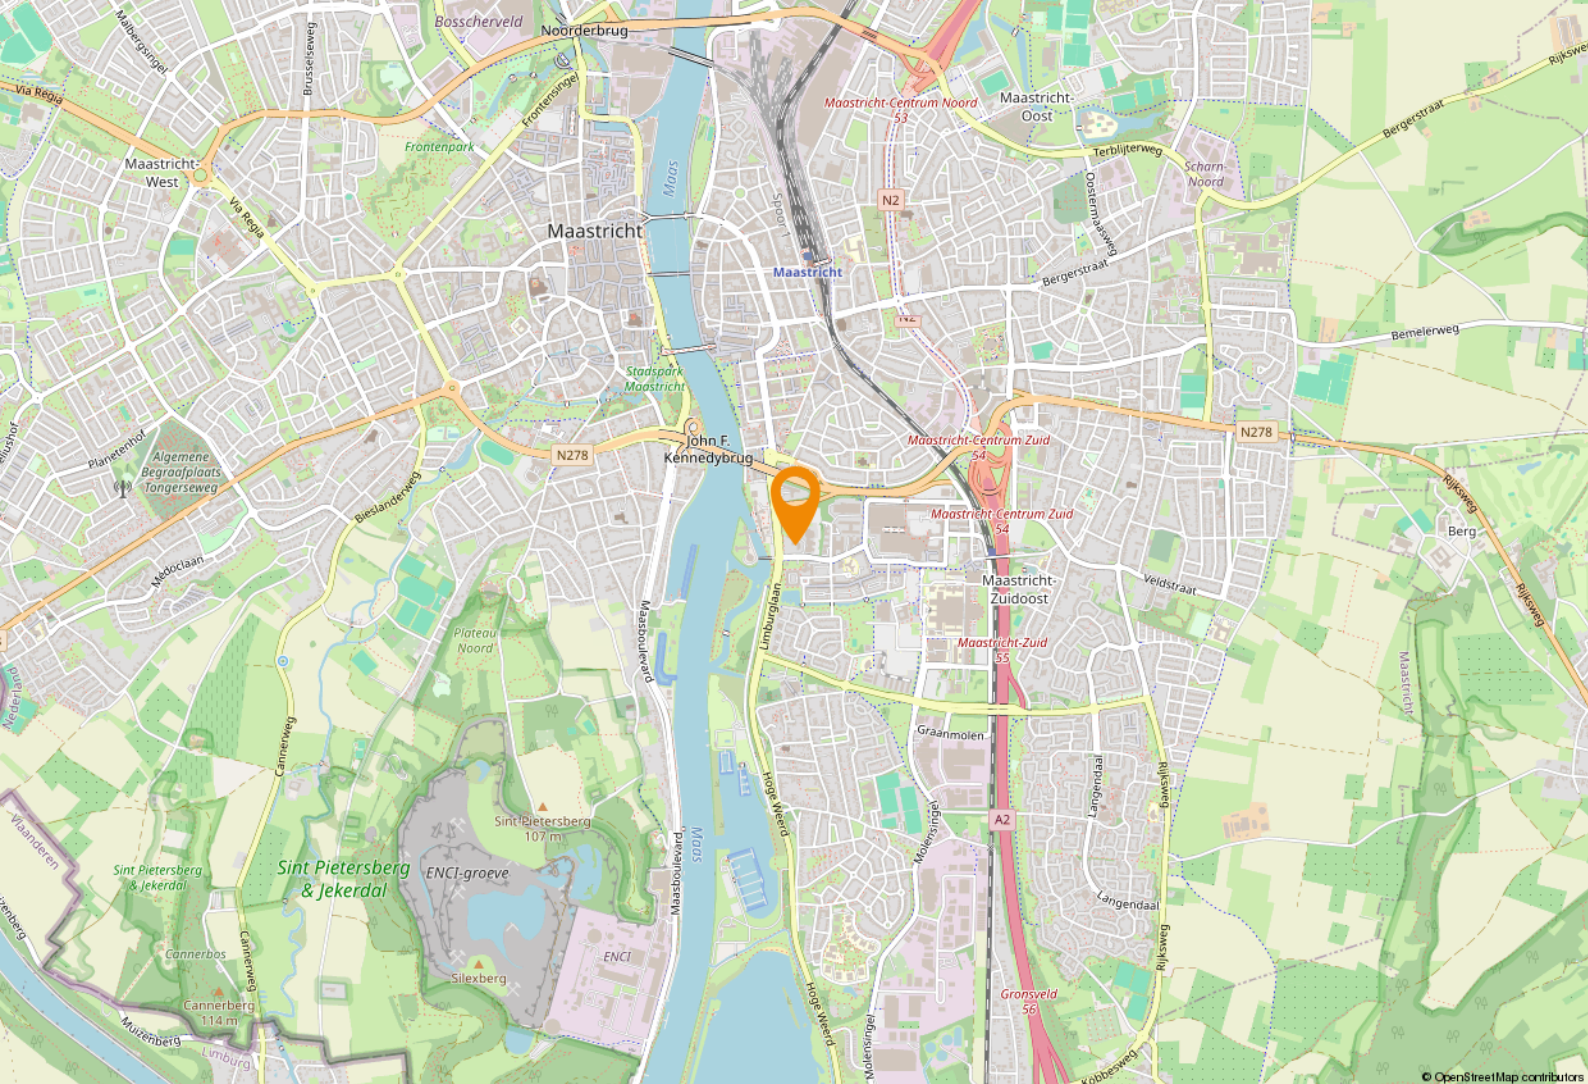 Bosscherveld
Noorderbrug
Malbergsingel
Brusselseweg
Rijksweg
Via Regia
Frontensingel
Maastricht-Centrum Noord
53
Maastricht-
Oost
Bergerstraat
Frontenpark
Terblijterweg
Maastricht-
West
Maas
Scharn-
Noord
Oostermaasweg
N2
Spoor 1
Via Regia
Maastricht
Maastricht
Bergerstraat
N2
Bemelerweg
Stadspark
Maastricht
Planetenhof
John F.
Kennedybrug
N278
Maastricht-Centrum Zuid
54
N278
Algemene
Begraafplaats
Tongerseweg
Bieslanderweg
Rijksweg
Maastricht-Centrum Zuid
54
Berg
Médoclaan
Maastricht-
Zuidoost
Veldstraat
Rijksweg
Limburglaan
Maasboulevard
Plateau
Noord
Maastricht-Zuid
55
Maastricht
Nederland
Cannerweg
Graanmolen
Langendaal
Rijksweg
Hoge Weerd
Sint Pietersberg
107 m
A2
Molensingel
Vlaanderen
Maas
Maasboulevard
Sint Pietersberg
& Jekerdal
Sint Pietersberg
& Jekerdal
ENCI-groeve
Langendaal
Cannerbos
Cannerweg
ENCI
Silexberg
Rijksweg
Hoge Weerd
Gronsveld
56
Cannerberg
114 m
Muizenberg
Limburg
Molensingel
Kobbesweg
© OpenStreetMap contributors